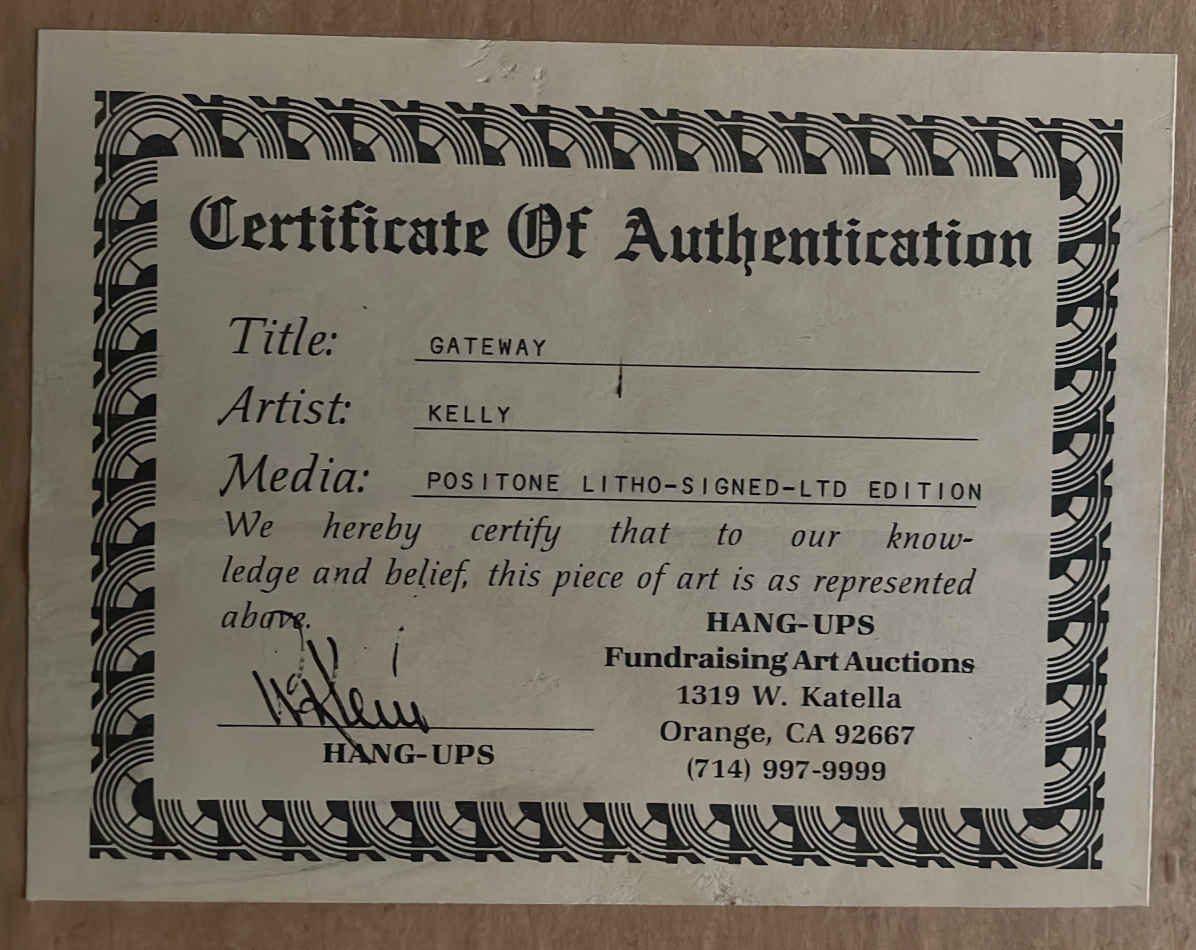 Certificate Of Authentication
Title: GATEWAY
Artist: KELLY
Media: POSITONE LITHO-SIGNED-LTD EDITION
We hereby certify that to our know-
ledge and belief, this piece of art is as represented
above.
HANG-UPS
Fundraising Art Auctions
1319 W. Katella
Orange, CA 92667
(714) 997-9999
HANG-UPS